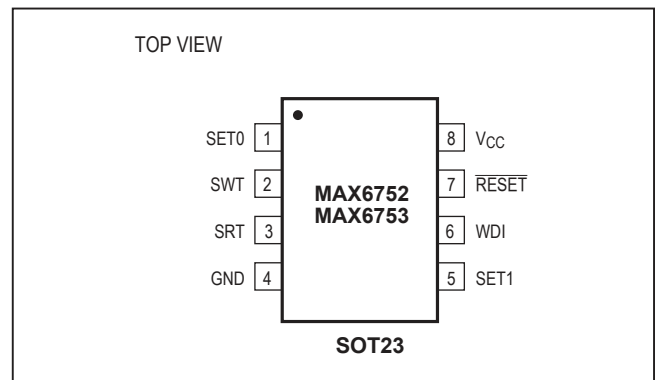 TOP VIEW
SET0 1 8 VCC
SWT 2 7 RESET
MAX6752
MAX6753
SRT 3 6 WDI
GND 4 5 SET1
SOT23